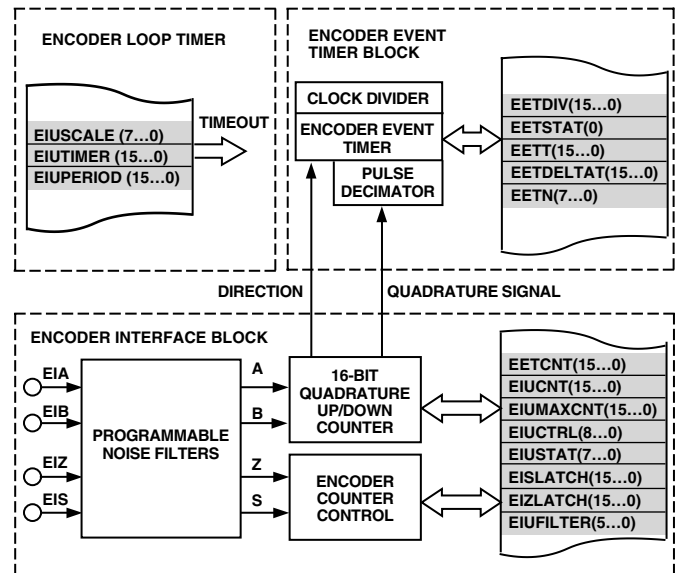 ENCODER LOOP TIMER
EIUSCALE (7...0)
EIUTIMER (15...0)
EIUPERIOD (15...0)
TIMEOUT
ENCODER EVENT
TIMER BLOCK
CLOCK DIVIDER
ENCODER EVENT
TIMER
PULSE
DECIMATOR
EETDIV(15...0)
EETSTAT(0)
EETT(15...0)
EETDELTAT(15...0)
EETN(7...0)
DIRECTION
QUADRATURE SIGNAL
ENCODER INTERFACE BLOCK
EIA
EIB
EIZ
EIS
PROGRAMMABLE
NOISE FILTERS
A
B
Z
S
16-BIT
QUADRATURE
UP/DOWN
COUNTER
ENCODER
COUNTER
CONTROL
EETCNT(15...0)
EIUCNT(15...0)
EIUMAXCNT(15...0)
EIUCTRL(8...0)
EIUSTAT(7...0)
EISLATCH(15...0)
EIZLATCH(15...0)
EIUFILTER(5...0)